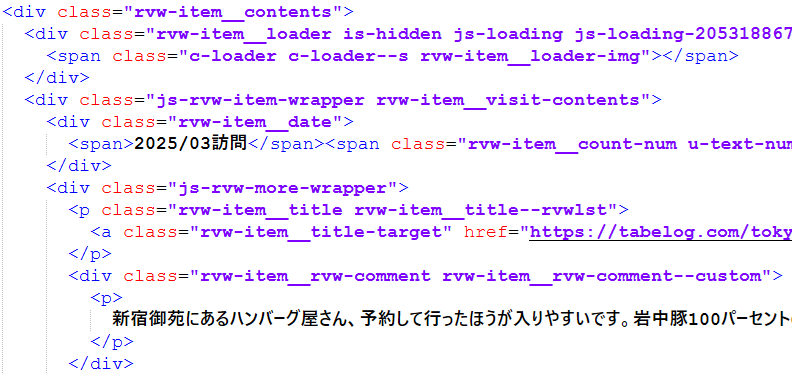 <div class="rvw-item__contents">
<div class="rvw-item__loader is-hidden js-loading js-loading-205318867
<span class="c-loader c-loader--s rvw-item__loader-img"></span>
</div>
<div class="js-rvw-item-wrapper rvw-item__visit-contents">
<div class="rvw-item__date">
<span>2025/03訪問</span><span class="rvw-item__count-num u-text-num
</div>
<div class="js-rvw-more-wrapper">
<p class="rvw-item__title rvw-item__title--rvwlst">
<a class="rvw-item__title-target" href="https://tabelog.com/toky
</p>
<div class="rvw-item__rvw-comment rvw-item__rvw-comment--custom">
<p>
新宿御苑にあるハンバーグ屋さん、予約して行ったほうが入りやすいです。岩中豚100パーセント
</p>
</div>